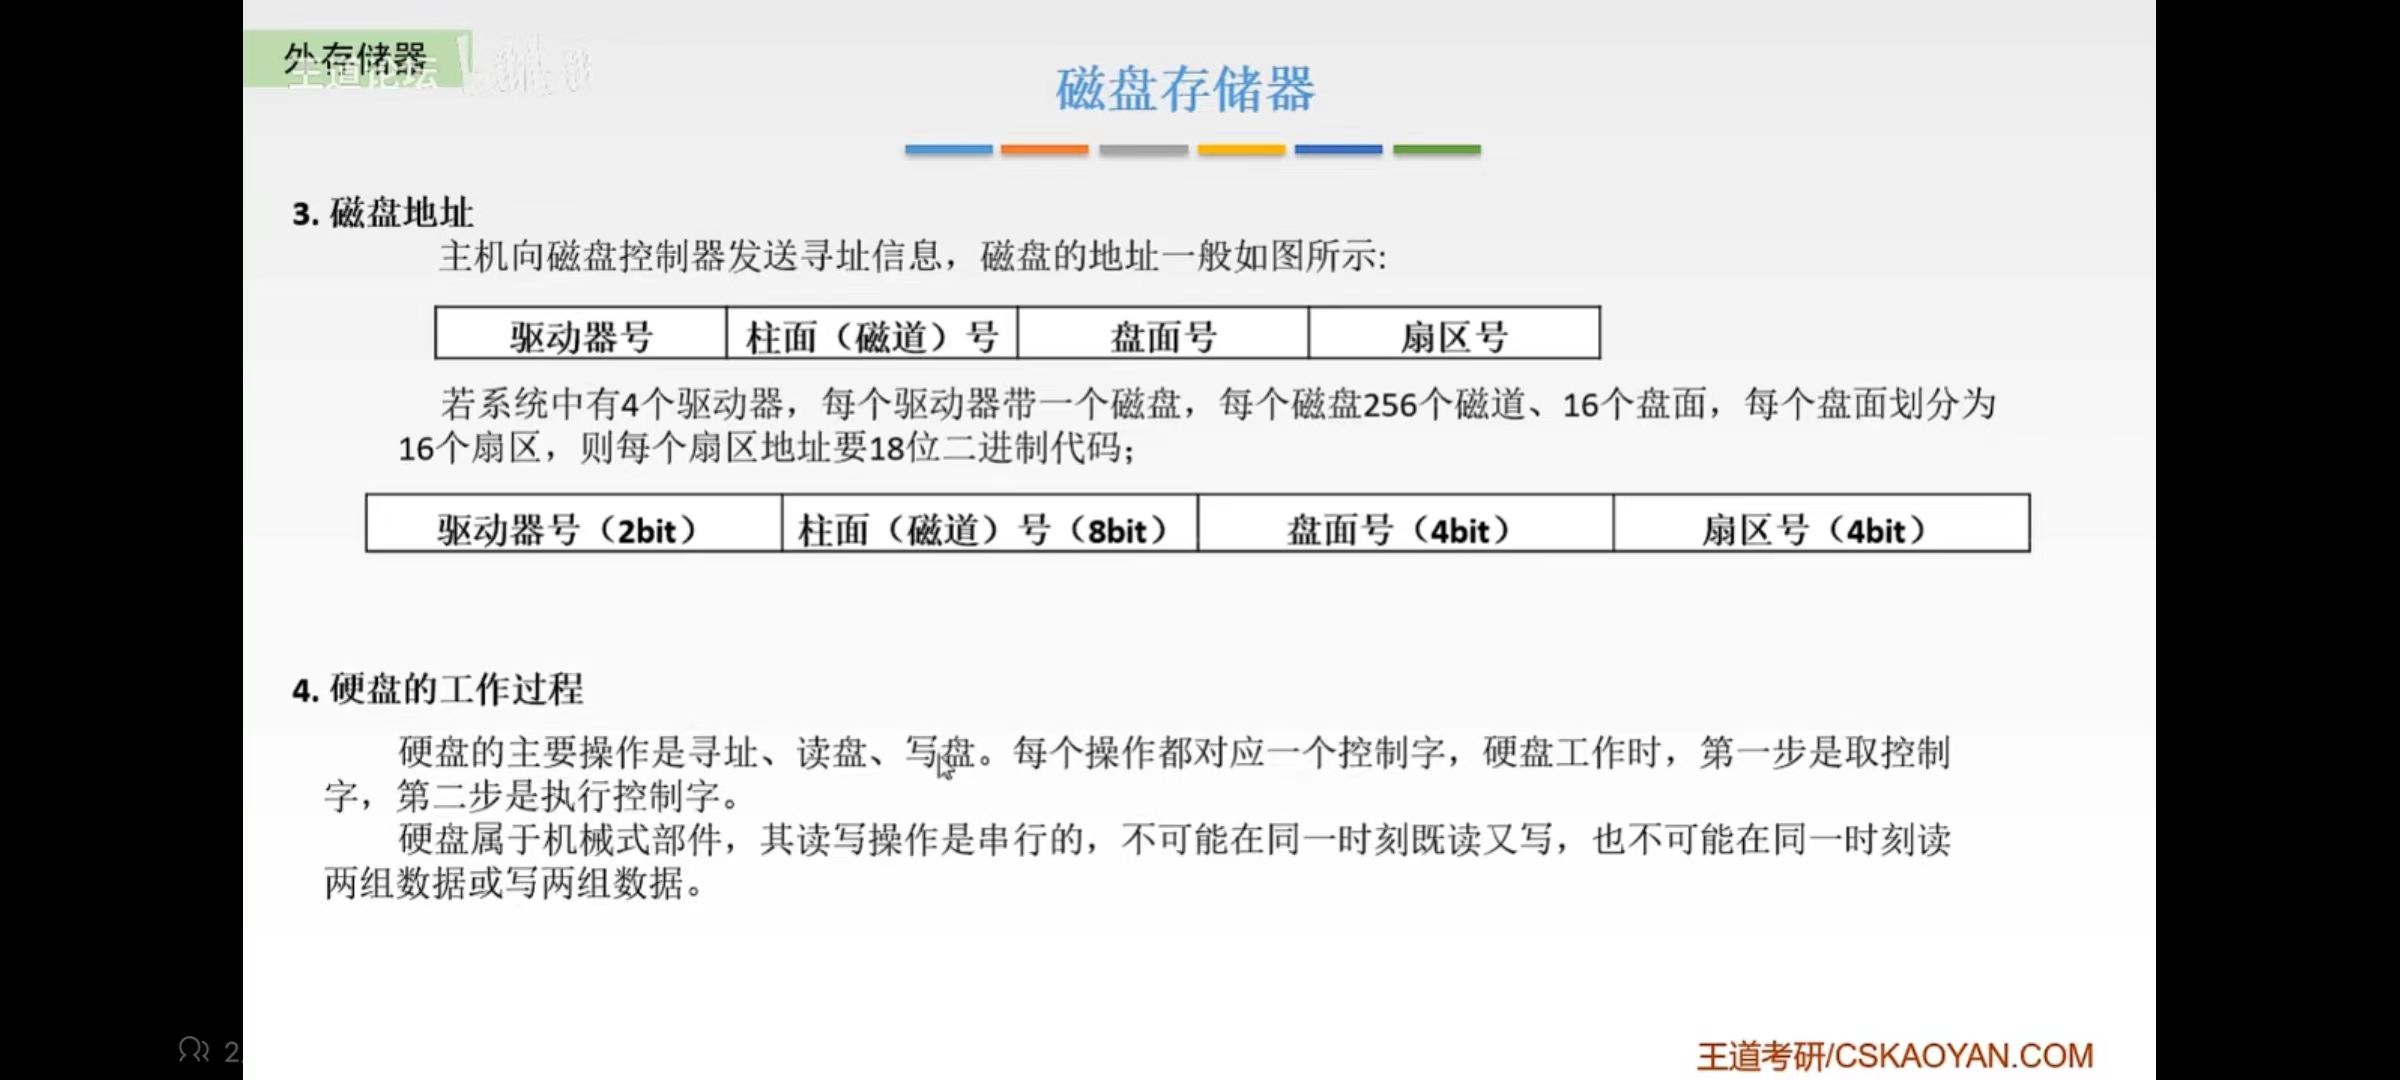 外存储器
王道论坛
磁盘存储器
3. 磁盘地址
主机向磁盘控制器发送寻址信息，磁盘的地址一般如图所示:
驱动器号 柱面（磁道）号 盘面号 扇区号
若系统中有4个驱动器，每个驱动器带一个磁盘，每个磁盘256个磁道、16个盘面，每个盘面划分为
16个扇区，则每个扇区地址要18位二进制代码；
驱动器号（2bit） 柱面（磁道）号（8bit） 盘面号（4bit） 扇区号（4bit）
4. 硬盘的工作过程
硬盘的主要操作是寻址、读盘、写盘。每个操作都对应一个控制字，硬盘工作时，第一步是取控制
字，第二步是执行控制字。
硬盘属于机械式部件，其读写操作是串行的，不可能在同一时刻既读又写，也不可能在同一时刻读
两组数据或写两组数据。
王道考研/CSKAOYAN.COM